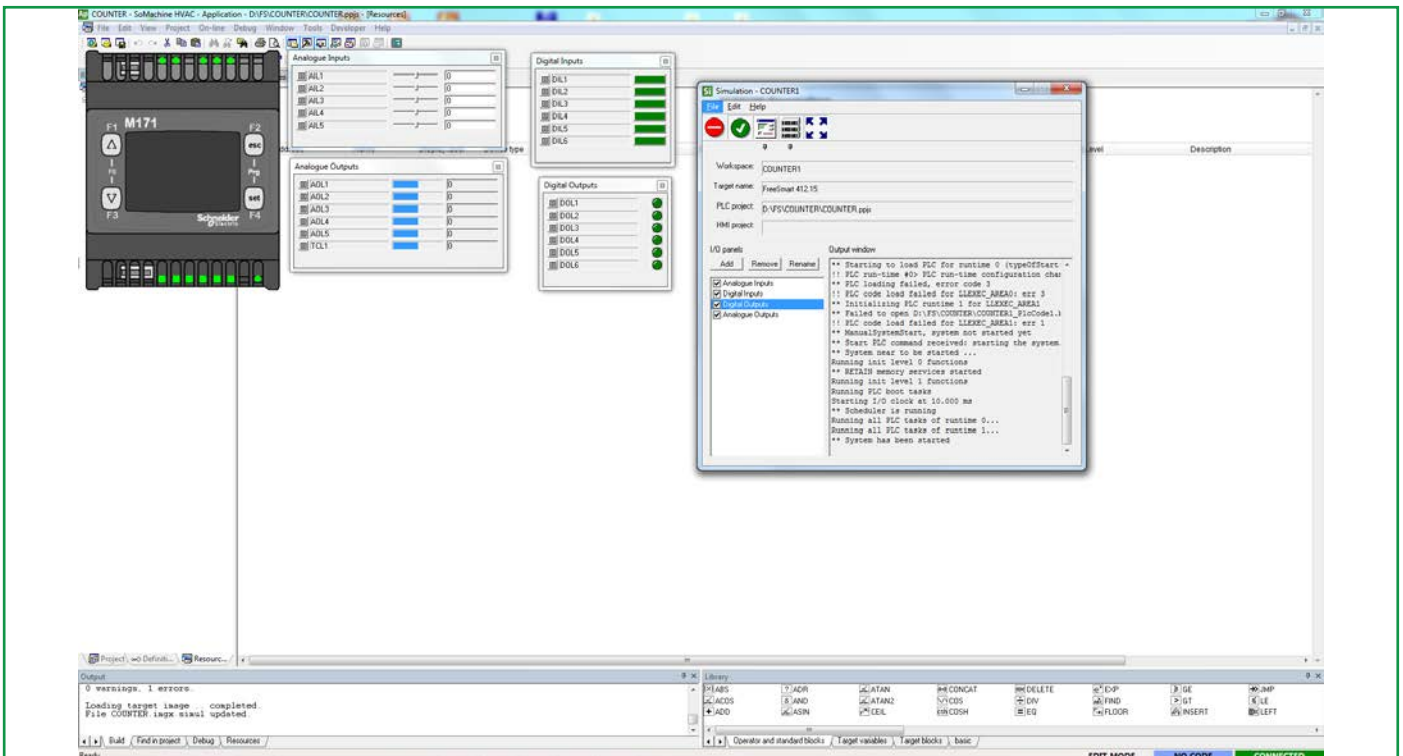 COUNTER - SoMachine HVAC - Application - D:\FS\COUNTER\COUNTER.ppjs - [Resources]
File Edit View Project On-line Debug Window Tools Developer Help
Analogue Inputs
AIL1 0
AIL2 0
AIL3 0
AIL4 0
AIL5 0
Digital Inputs
DIL1
DIL2
DIL3
DIL4
DIL5
DIL6
F1 M171 F2
esc
Prg
set
F3 Schneider Electric F4
type
Analogue Outputs
AOL1 0
AOL2 0
AOL3 0
AOL4 0
AOL5 0
TCL1 0
Digital Outputs
DOL1
DOL2
DOL3
DOL4
DOL5
DOL6
Level Description
Simulation - COUNTER1
File Edit Help
Workspace: COUNTER1
Target name: FreeSmart 412.15
PLC project: D:\FS\COUNTER\COUNTER.ppjs
HMI project:
I/O panels
Add Remove Rename
Analogue Inputs
Digital Inputs
Digital Outputs
Analogue Outputs
Output window
** Starting to load PLC for runtime 0 (typeOfStart
!! PLC run-time #0> PLC run-time configuration chan
** PLC loading failed, error code 3
!! PLC code load failed for LLEXEC_AREA0: err 3
** Initializing PLC runtime 1 for LLEXEC_AREA1
** Failed to open D:\FS\COUNTER\COUNTER1_PlcCode1.
!! PLC code load failed for LLEXEC_AREA1: err 1
** ManualSystemStart, system not started yet
** Start PLC command received: starting the system.
** System near to be started ...
Running init level 0 functions
** RETAIN memory services started
Running init level 1 functions
Running PLC boot tasks
Starting I/O clock at 10.000 ms
** Scheduler is running
Running all PLC tasks of runtime 0...
Running all PLC tasks of runtime 1...
** System has been started
Project Definiti... Resourc...
Output
0 warnings, 1 errors.
Loading target image .. completed.
File COUNTER.imgx simul updated.
Build Find in project Debug Resources
Library
ABS ADR ATAN CONCAT DELETE EXP GE JMP
ACOS AND ATAN2 COS DIV FIND GT LE
ADD ASIN CEIL COSH EQ FLOOR INSERT LEFT
Operator and standard blocks Target variables Target blocks basic
Ready EDIT MODE NO CODE CONNECTED